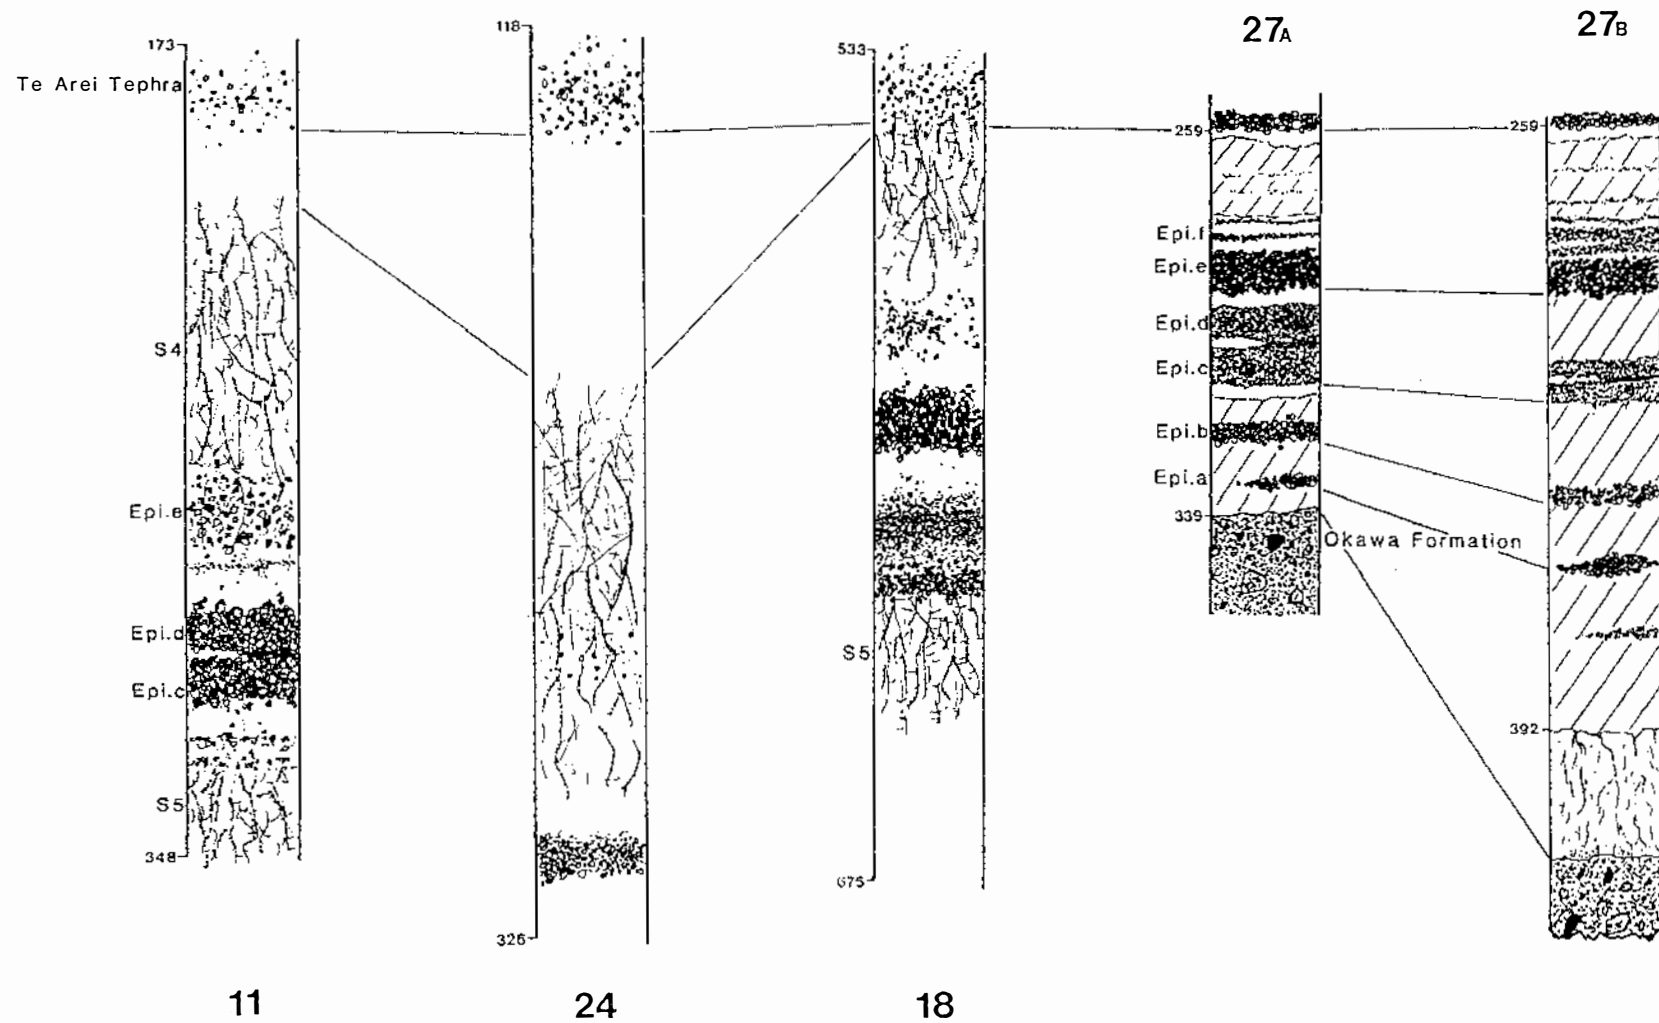 27A
27B
118
173
533
Te Arei Tephra
259
259
Epi.f
Epi.e
Epi.d
S4
Epi.c
Epi.b
Epi.a
Epi.e
339
Okawa Formation
Epi.d
S5
Epi.c
392
S5
348
675
326
11
24
18